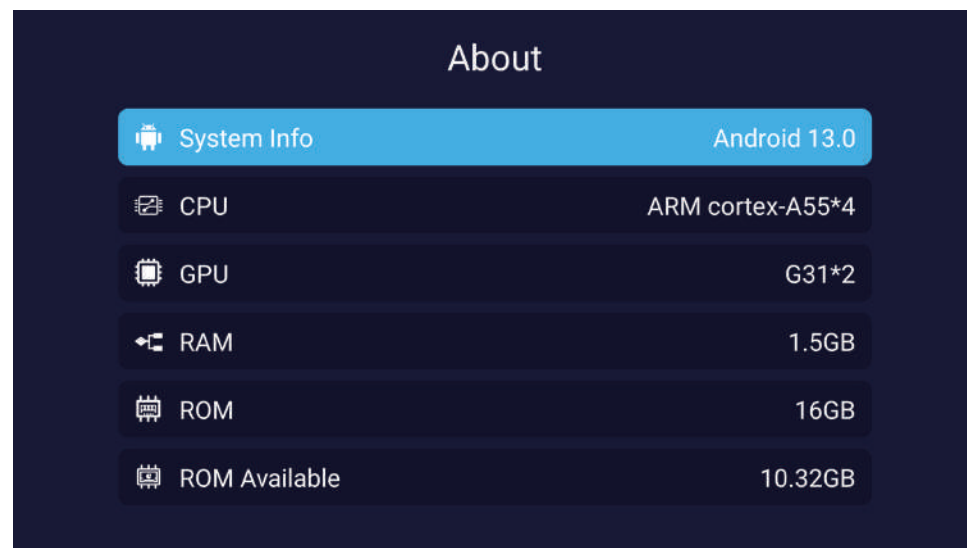 About
System Info Android 13.0
CPU ARM cortex-A55*4
GPU G31*2
RAM 1.5GB
ROM 16GB
ROM Available 10.32GB